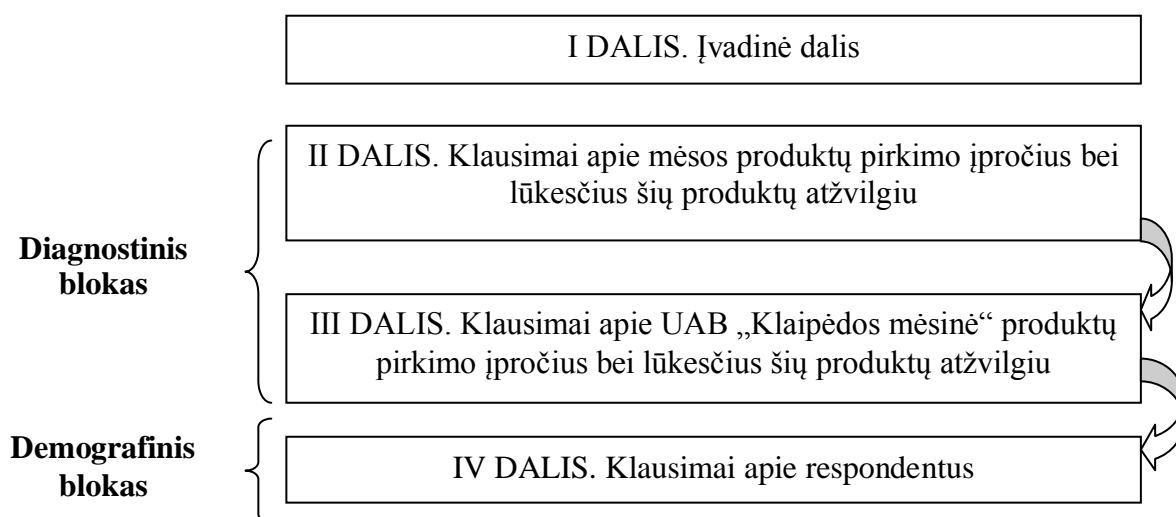 I DALIS. Įvadinė dalis
II DALIS. Klausimai apie mėsos produktų pirkimo įpročius bei
lūkesčius šių produktų atžvilgiu
Diagnostinis
blokas
III DALIS. Klausimai apie UAB „Klaipėdos mėsinė“ produktų
pirkimo įpročius bei lūkesčius šių produktų atžvilgiu
Demografinis
blokas
IV DALIS. Klausimai apie respondentus